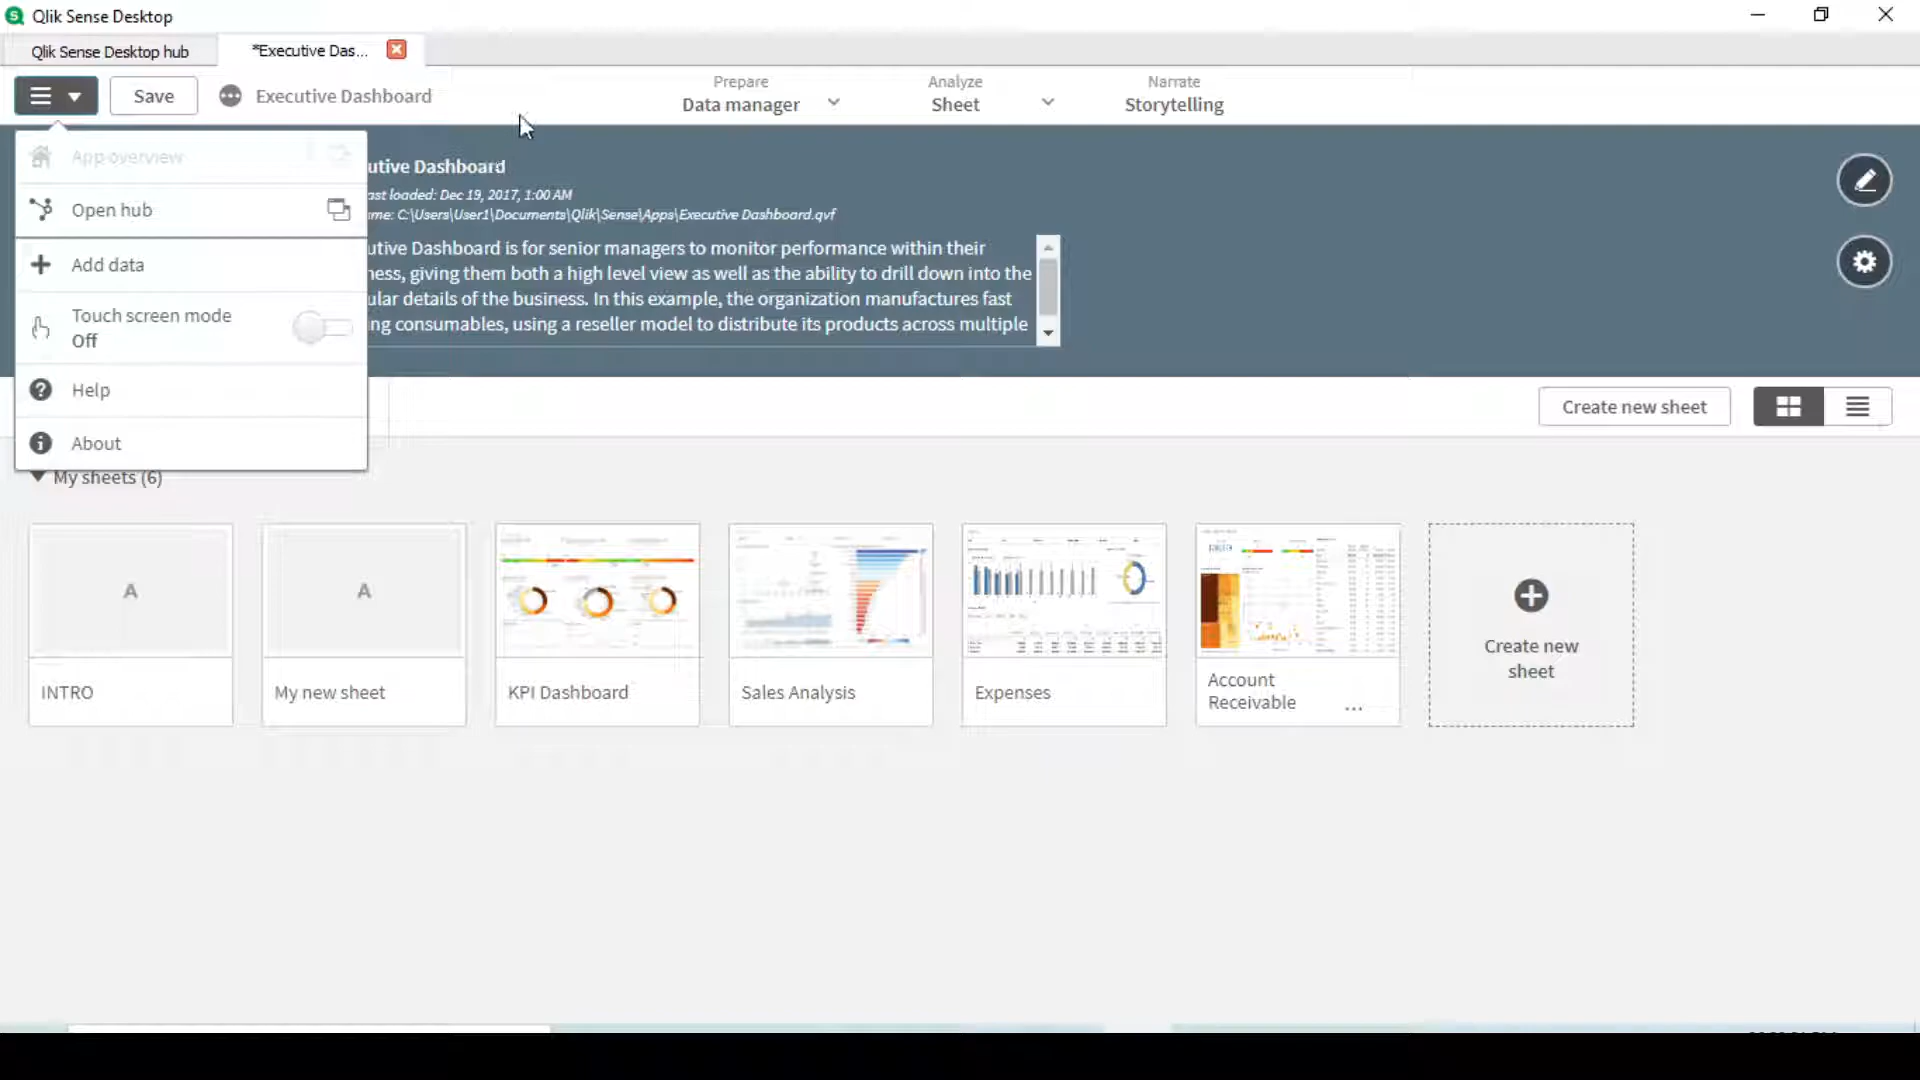 Qlik Sense Desktop
Qlik Sense Desktop hub
*Executive Das...
Save
Executive Dashboard
Prepare
Data manager
Analyze
Sheet
Narrate
Storytelling
App overview
Open hub
Add data
Touch screen mode
Off
Help
About
utive Dashboard
ast loaded: Dec 19, 2017, 1:00 AM
me: C:\Users\User1\Documents\Qlik\Sense\Apps\Executive Dashboard.qvf
utive Dashboard is for senior managers to monitor performance within their
ness, giving them both a high level view as well as the ability to drill down into the
ular details of the business. In this example, the organization manufactures fast
ng consumables, using a reseller model to distribute its products across multiple
Create new sheet
My sheets (6)
A
INTRO
A
My new sheet
KPI Dashboard
Sales Analysis
Expenses
Account
Receivable
...
Create new
sheet